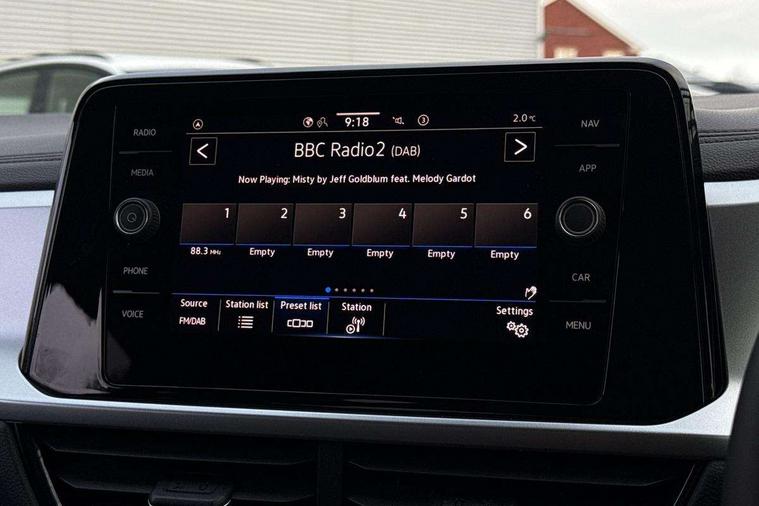 RADIO
MEDIA
PHONE
VOICE
9:18
3
2.0 °C
BBC Radio2 (DAB)
Now Playing: Misty by Jeff Goldblum feat. Melody Gardot
1 2 3 4 5 6
88.3 MHz Empty Empty Empty Empty Empty
Source Station list Preset list Station Settings
FM/DAB
NAV
APP
CAR
MENU